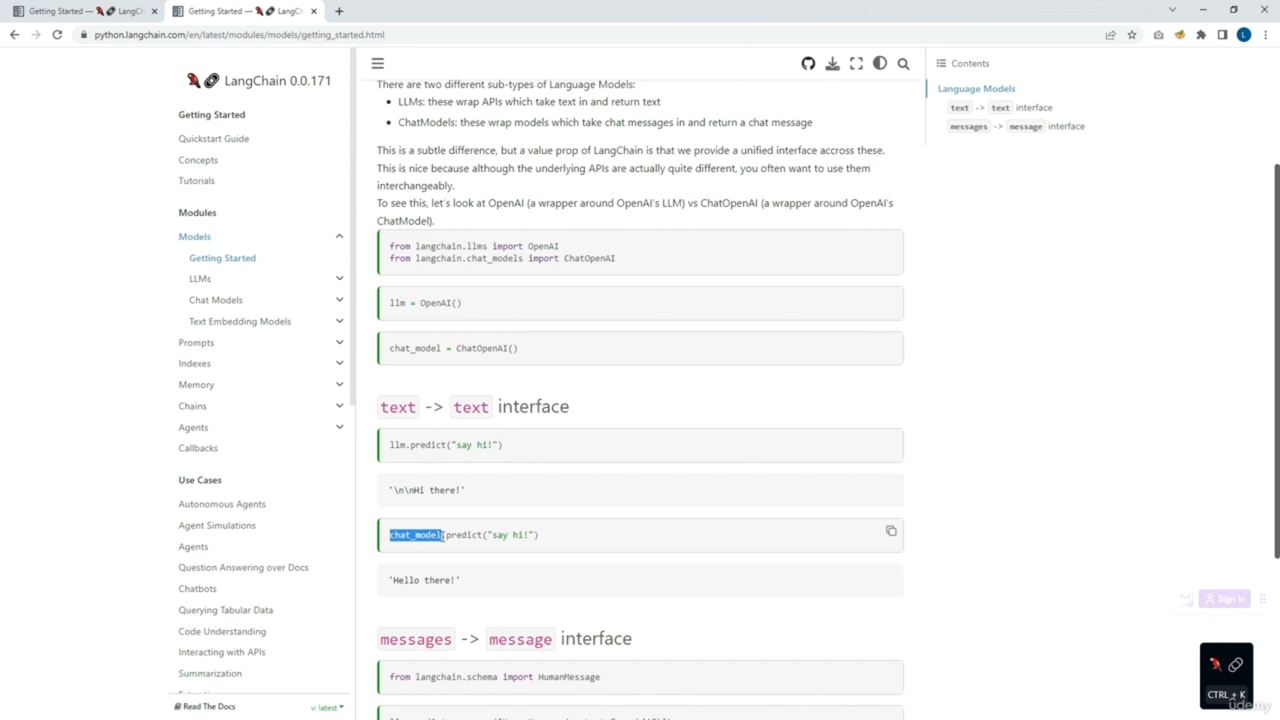 Getting Started — LangCh
Getting Started — LangCh
python.langchain.com/en/latest/modules/models/getting_started.html
L
LangChain 0.0.171
Getting Started
Quickstart Guide
Concepts
Tutorials
Modules
Models
Getting Started
LLMs
Chat Models
Text Embedding Models
Prompts
Indexes
Memory
Chains
Agents
Callbacks
Use Cases
Autonomous Agents
Agent Simulations
Agents
Question Answering over Docs
Chatbots
Querying Tabular Data
Code Understanding
Interacting with APIs
Summarization
Read The Docs
v: latest
There are two different sub-types of Language Models:
LLMs: these wrap APIs which take text in and return text
ChatModels: these wrap models which take chat messages in and return a chat message
This is a subtle difference, but a value prop of LangChain is that we provide a unified interface accross these.
This is nice because although the underlying APIs are actually quite different, you often want to use them
interchangeably.
To see this, let's look at OpenAI (a wrapper around OpenAI's LLM) vs ChatOpenAI (a wrapper around OpenAI's
ChatModel).
from langchain.llms import OpenAI
from langchain.chat_models import ChatOpenAI
llm = OpenAI()
chat_model = ChatOpenAI()
text -> text interface
llm.predict("say hi!")
'\n\nHi there!'
chat_model.predict("say hi!")
'Hello there!'
messages -> message interface
from langchain.schema import HumanMessage
Contents
Language Models
text -> text interface
messages -> message interface
Sign in
CTRL + K
udemy